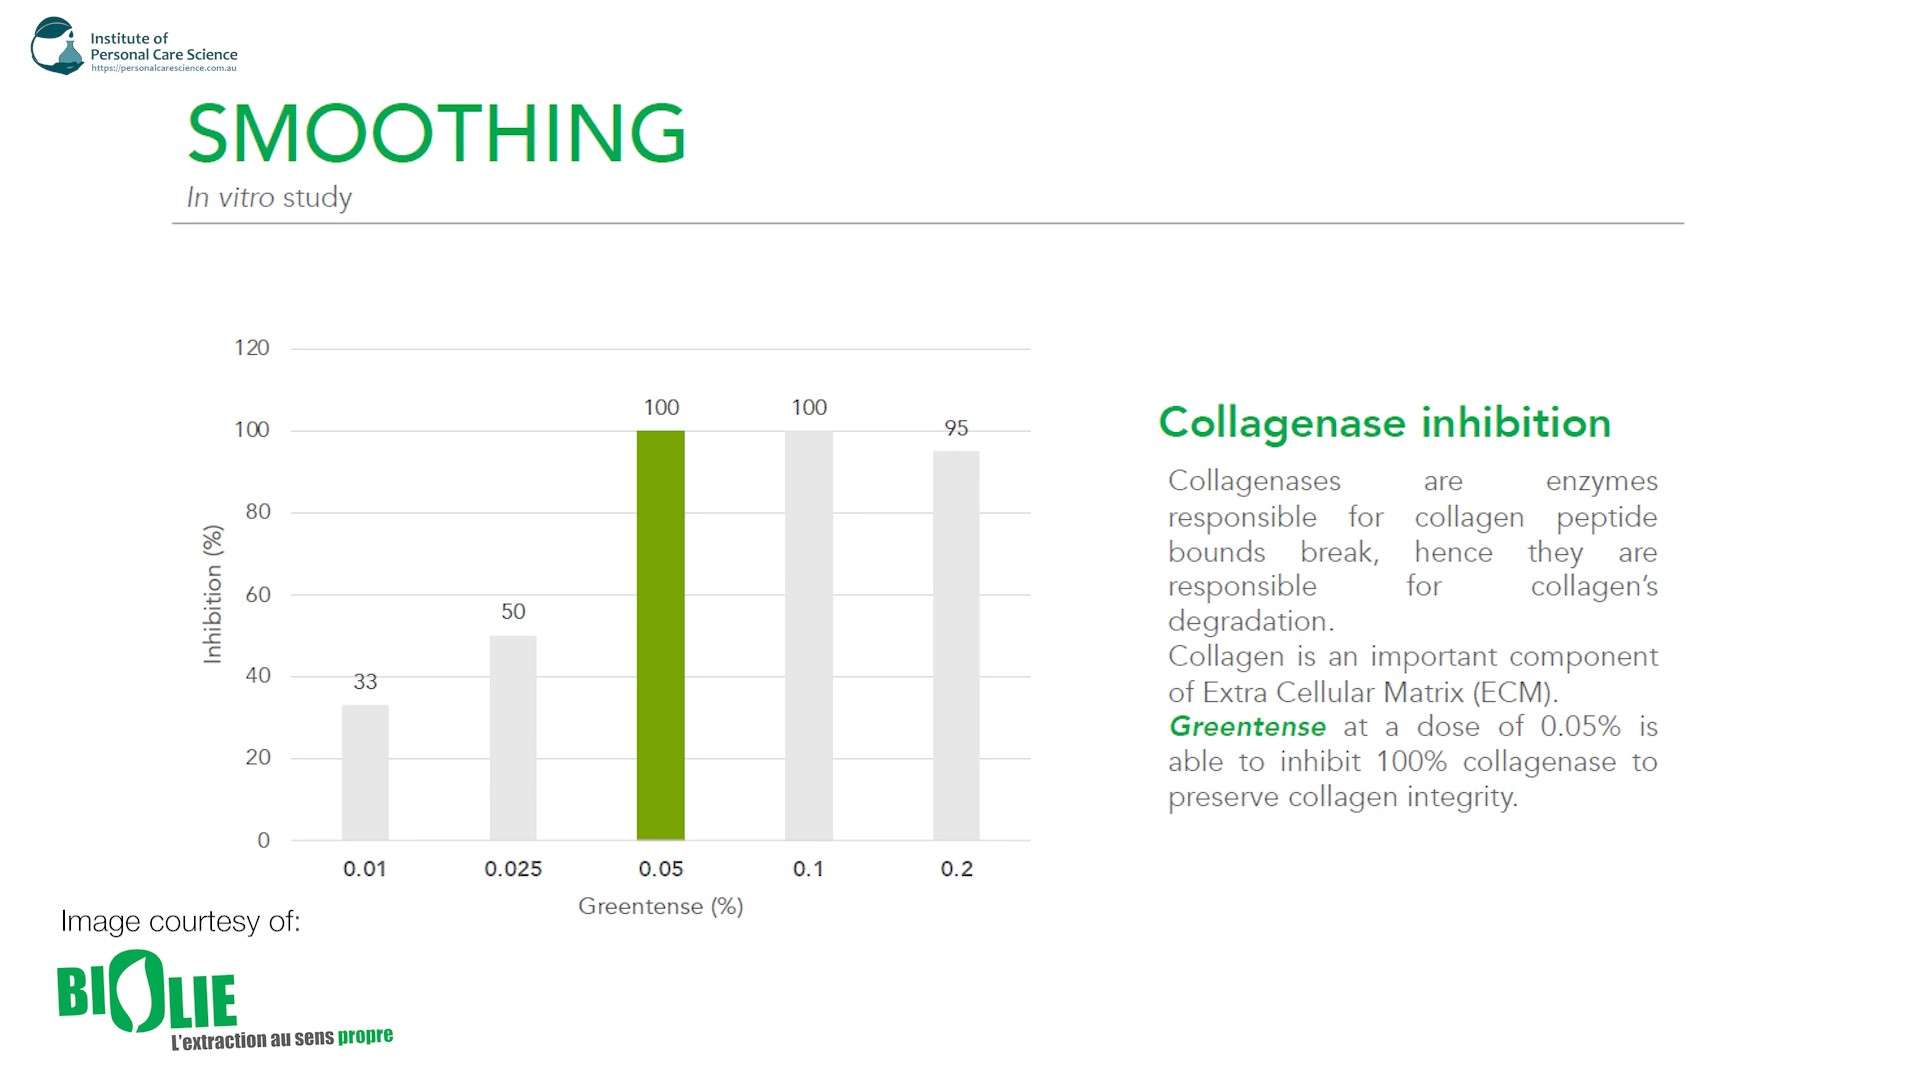 Institute of
Personal Care Science
https://personalcarescience.com.au
SMOOTHING
In vitro study
120
100
80
60
40
20
0
Inhibition (%)
33
50
100
100
95
0.01
0.025
0.05
0.1
0.2
Greentense (%)
Collagenase inhibition
Collagenases are enzymes
responsible for collagen peptide
bounds break, hence they are
responsible for collagen's
degradation.
Collagen is an important component
of Extra Cellular Matrix (ECM).
Greentense at a dose of 0.05% is
able to inhibit 100% collagenase to
preserve collagen integrity.
Image courtesy of:
BIOLIE
L'extraction au sens propre